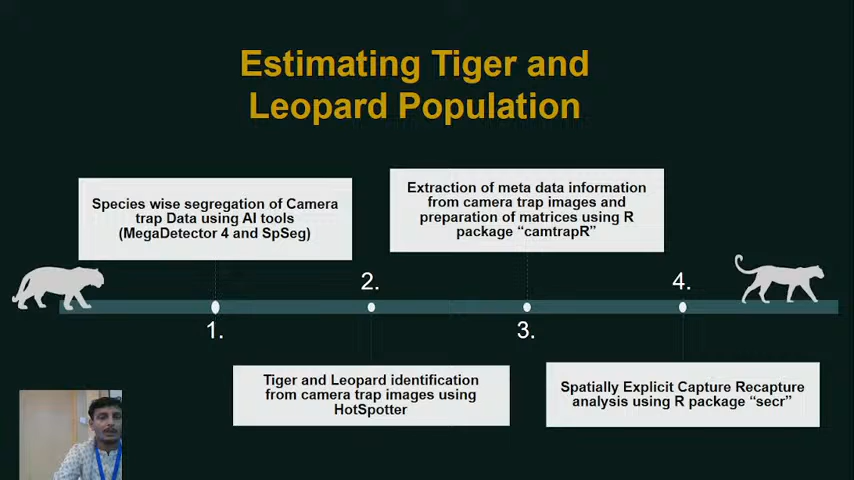 Estimating Tiger and
Leopard Population
Species wise segregation of Camera
trap Data using AI tools
(MegaDetector 4 and SpSeg)
Extraction of meta data information
from camera trap images and
preparation of matrices using R
package “camtrapR”
2.
4.
1.
3.
Tiger and Leopard identification
from camera trap images using
HotSpotter
Spatially Explicit Capture Recapture
analysis using R package “secr”